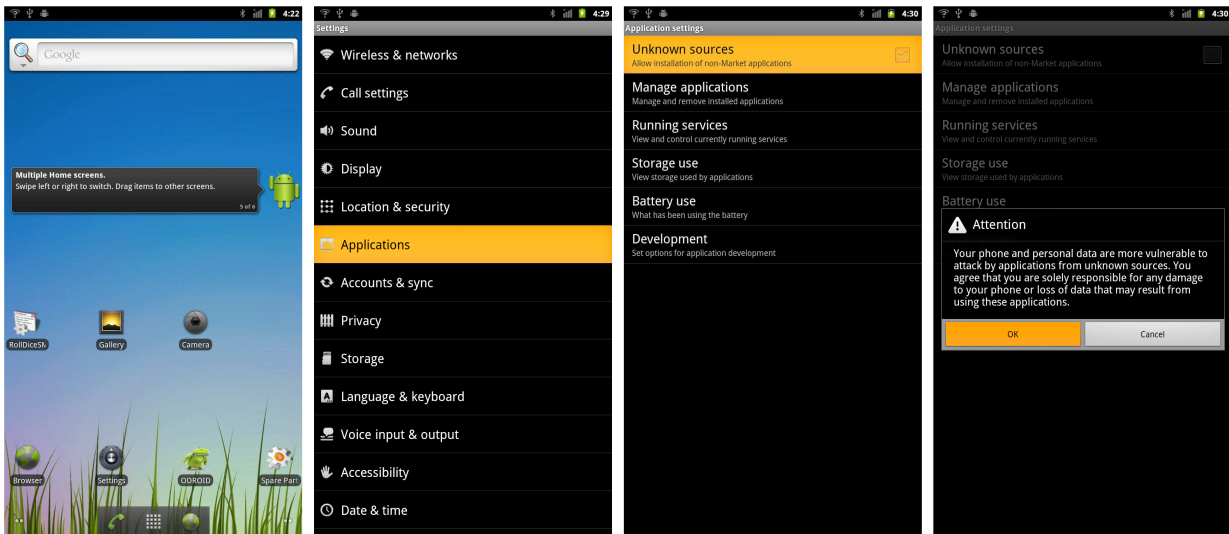 4:22
Google
Multiple Home screens.
Swipe left or right to switch. Drag items to other screens.
5 of 6
RollDiceSM
Gallery
Camera
Browser
Settings
ODROID
Spare Part
4:29
Settings
Wireless & networks
Call settings
Sound
Display
Location & security
Applications
Accounts & sync
Privacy
Storage
Language & keyboard
Voice input & output
Accessibility
Date & time
4:30
Application settings
Unknown sources
Allow installation of non-Market applications
Manage applications
Manage and remove installed applications
Running services
View and control currently running services
Storage use
View storage used by applications
Battery use
What has been using the battery
Development
Set options for application development
4:30
Application settings
Unknown sources
Allow installation of non-Market applications
Manage applications
Manage and remove installed applications
Running services
View and control currently running services
Storage use
View storage used by applications
Battery use
Attention
Your phone and personal data are more vulnerable to
attack by applications from unknown sources. You
agree that you are solely responsible for any damage
to your phone or loss of data that may result from
using these applications.
OK
Cancel